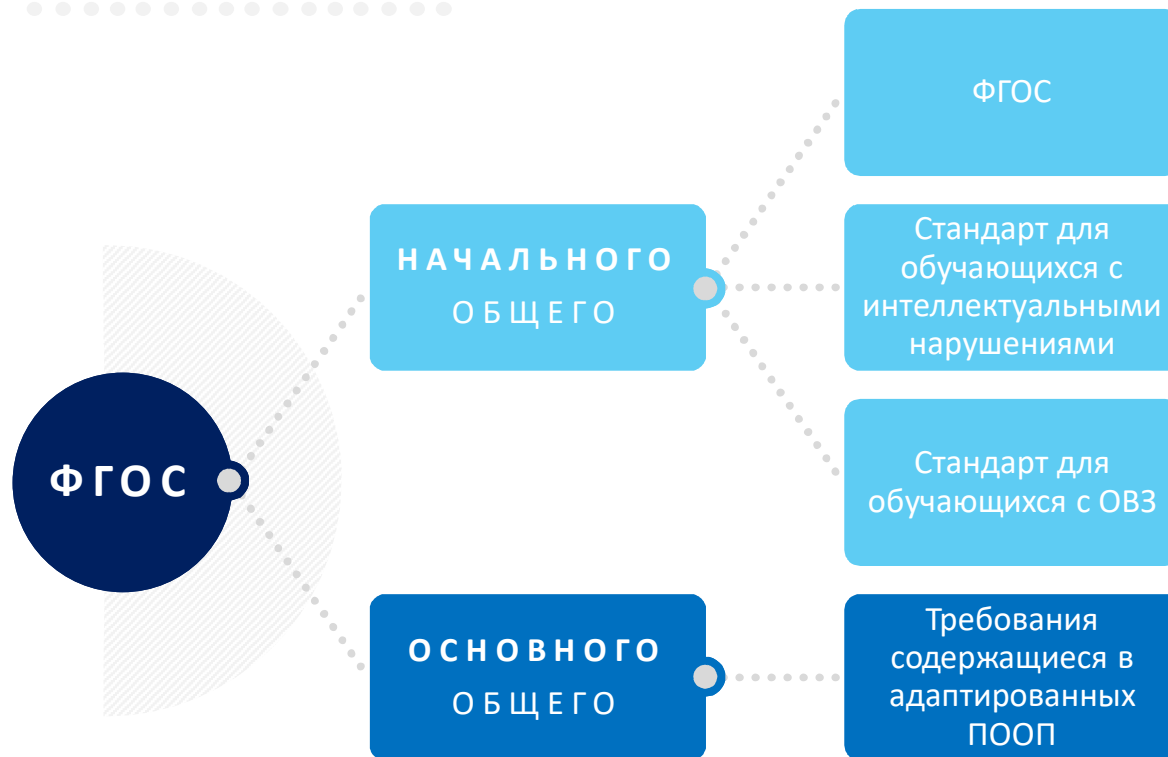 ФГОС
НАЧАЛЬНОГО
ОБЩЕГО
ФГОС
Стандарт для
обучающихся с
интеллектуальными
нарушениями
Стандарт для
обучающихся с ОВЗ
ОСНОВНОГО
ОБЩЕГО
Требования
содержащиеся в
адаптированных
ПООП